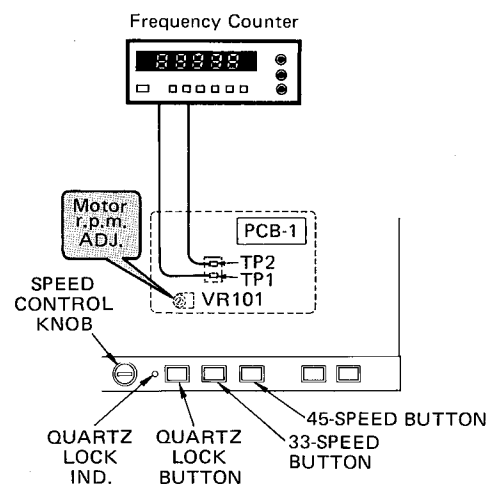 Frequency Counter
88888
Motor
r.p.m.
ADJ.
PCB-1
TP2
TP1
VR101
SPEED
CONTROL
KNOB
45-SPEED BUTTON
33-SPEED
BUTTON
QUARTZ
LOCK
IND.
QUARTZ
LOCK
BUTTON